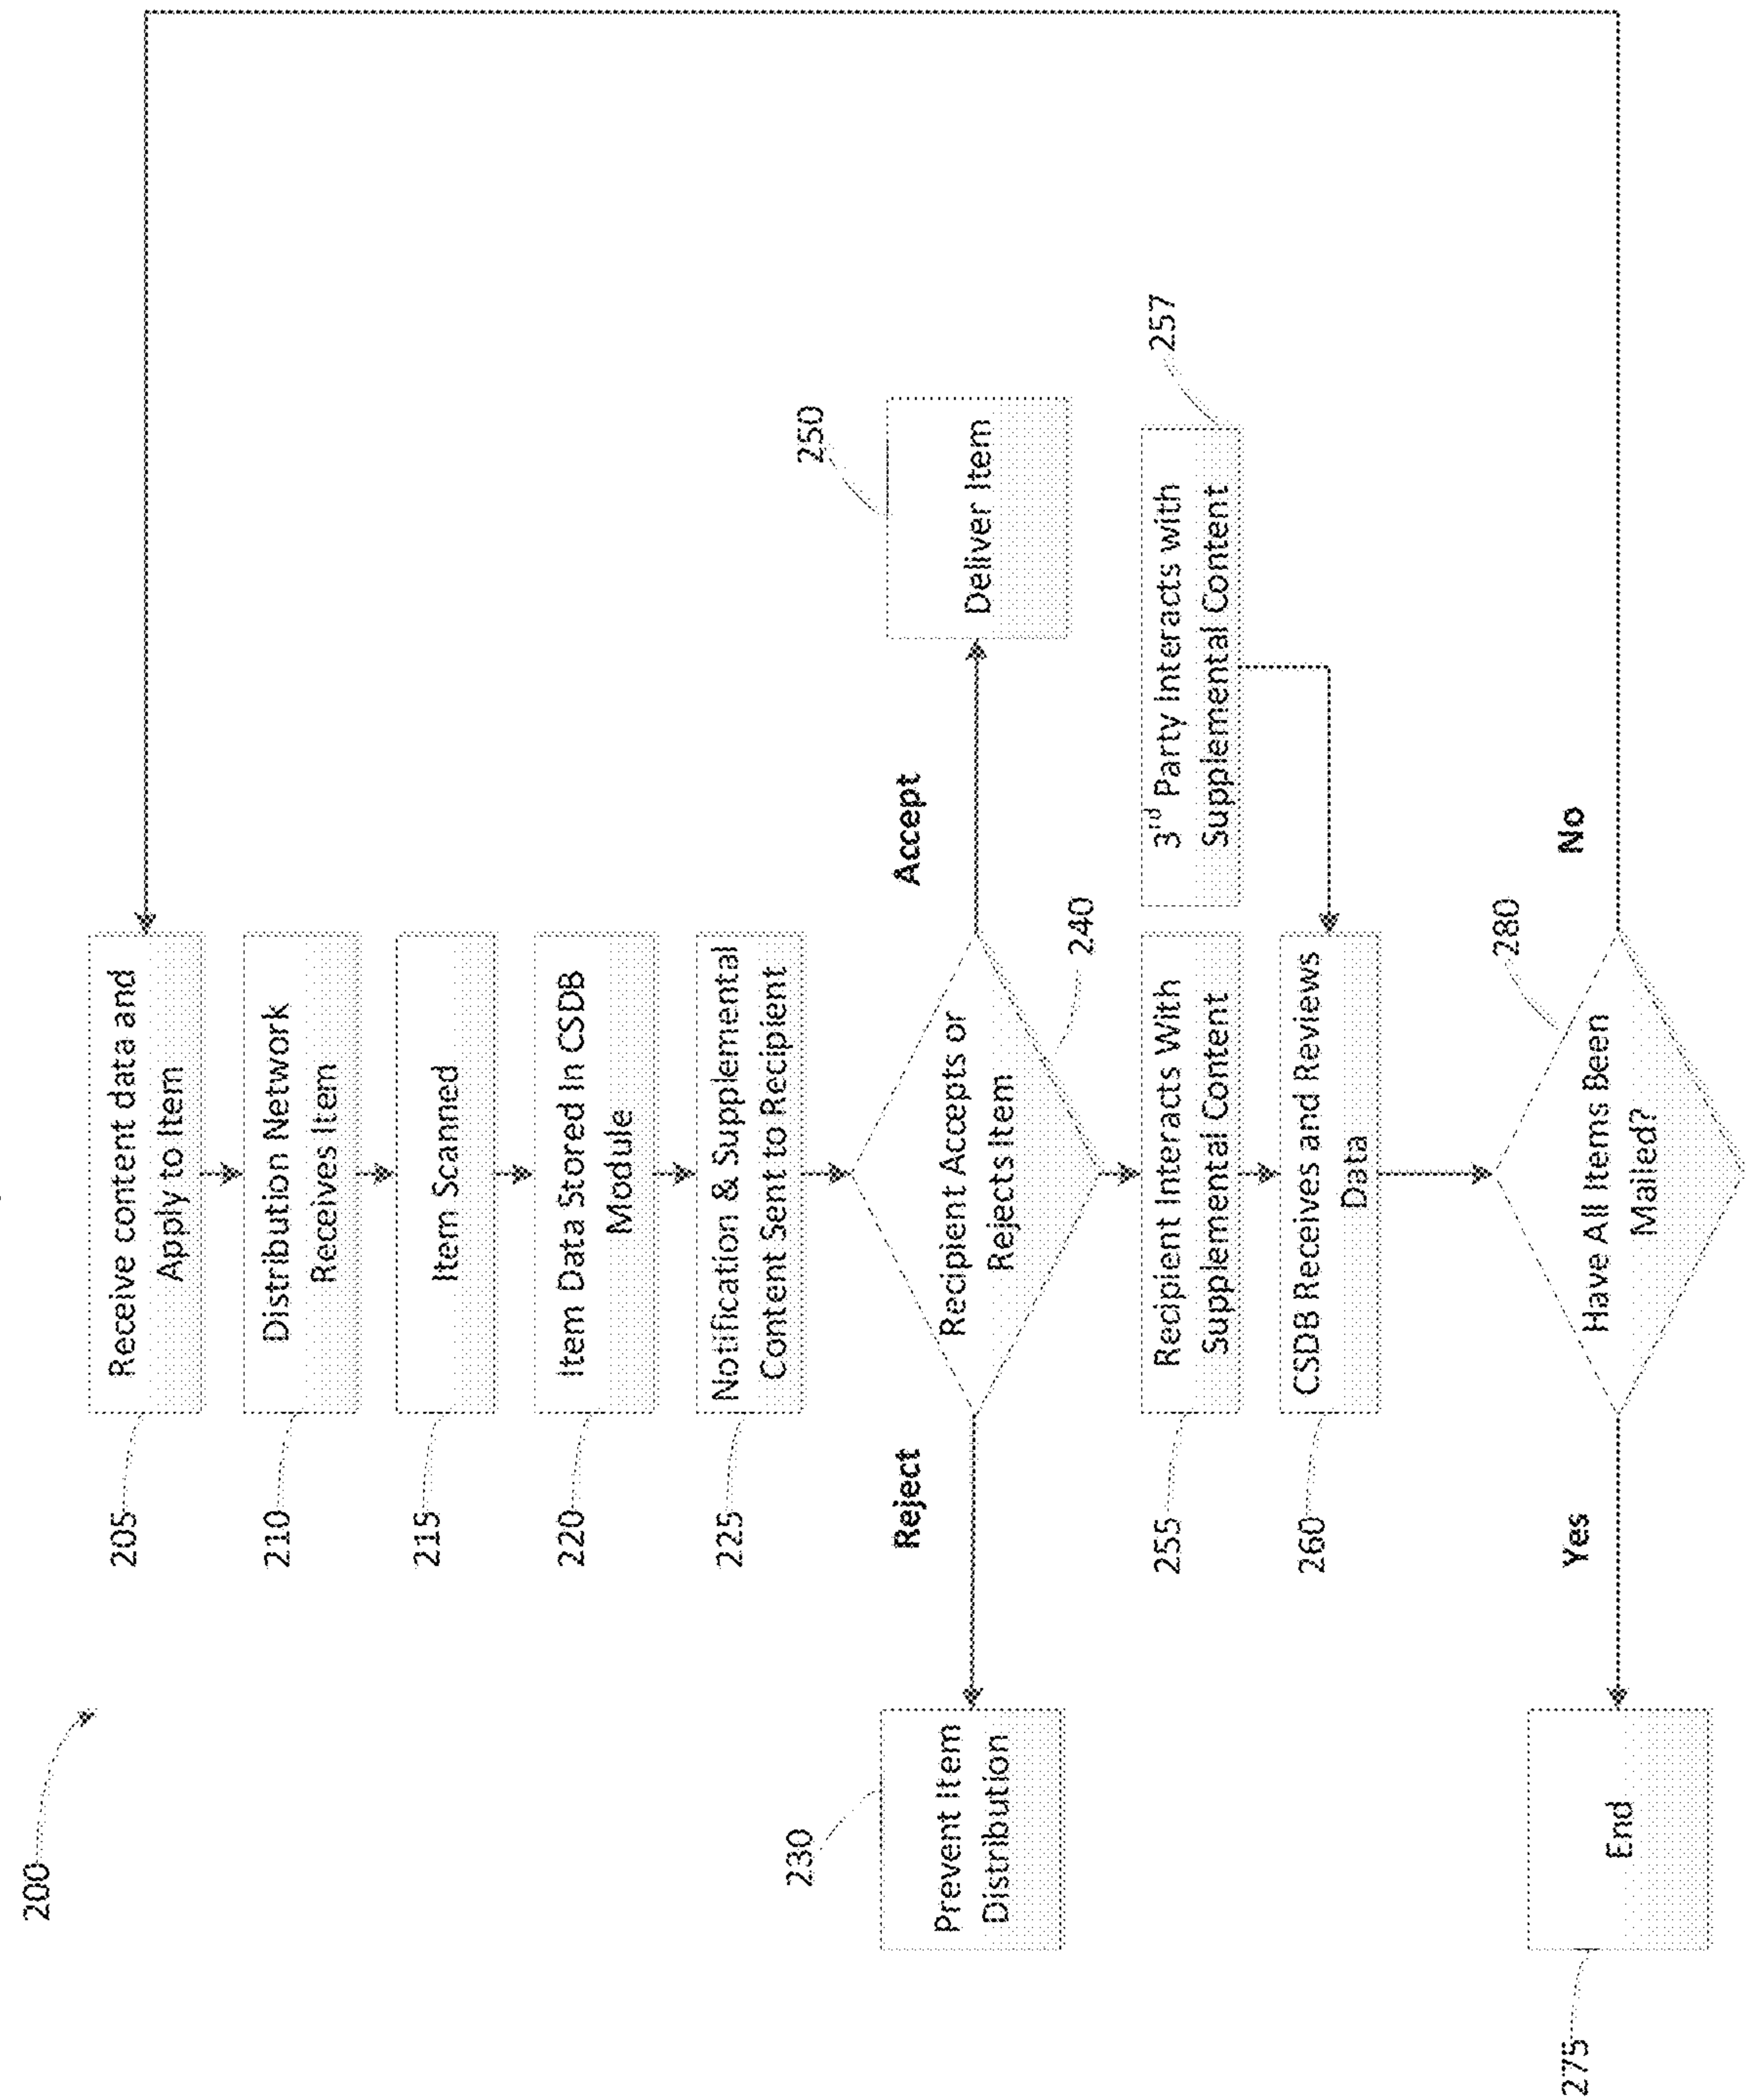 200
205
Receive content data and
Apply to Item
210
Distribution Network
Receives Item
215
Item Scanned
220
Item Data Stored In CSDB
Module
225
Notification & Supplemental
Content Sent to Recipient
Reject
Recipient Accepts or
Rejects Item
240
Accept
230
Prevent Item
Distribution
250
Deliver Item
255
Recipient Interacts With
Supplemental Content
3rd Party Interacts with
Supplemental Content
257
260
CSDB Receives and Reviews
Data
280
Have All Items Been
Mailed?
Yes
No
275
End